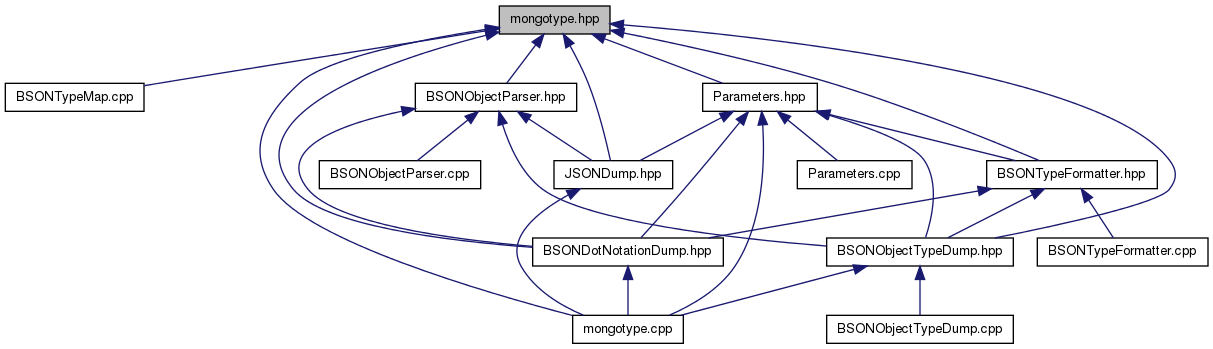 mongotype.hpp
BSONTypeMap.cpp
BSONObjectParser.hpp
Parameters.hpp
BSONObjectParser.cpp
JSONDump.hpp
Parameters.cpp
BSONTypeFormatter.hpp
BSONDotNotationDump.hpp
BSONObjectTypeDump.hpp
BSONTypeFormatter.cpp
mongotype.cpp
BSONObjectTypeDump.cpp